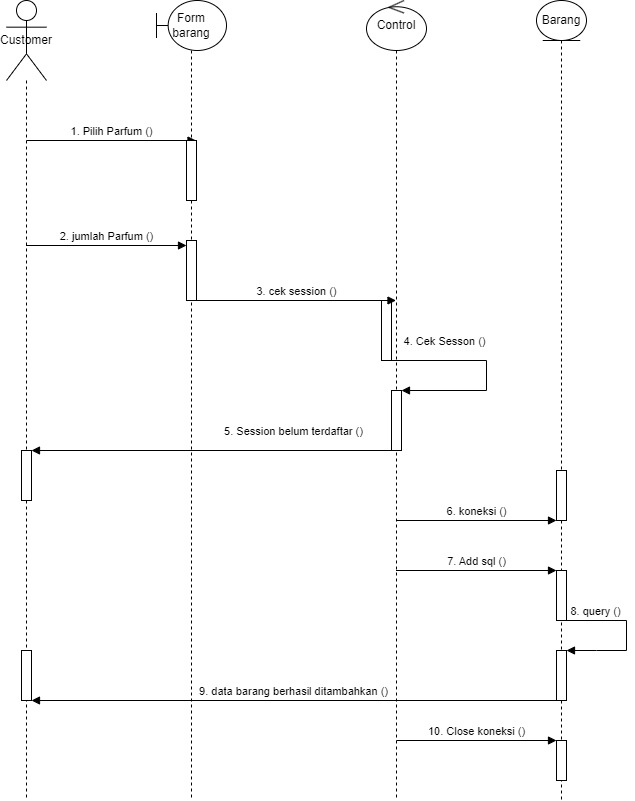 Customer
Form
barang
Control
Barang
1. Pilih Parfum ()
2. jumlah Parfum ()
3. cek session ()
4. Cek Sesson ()
5. Session belum terdaftar ()
6. koneksi ()
7. Add sql ()
8. query ()
9. data barang berhasil ditambahkan ()
10. Close koneksi ()